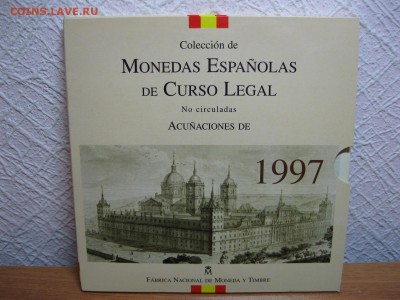 COINS.LAVE.RU
Colección de
MONEDAS ESPAÑOLAS
DE CURSO LEGAL
No circuladas
ACUÑACIONES DE
1997
FÁBRICA NACIONAL DE MONEDA Y TIMBRE